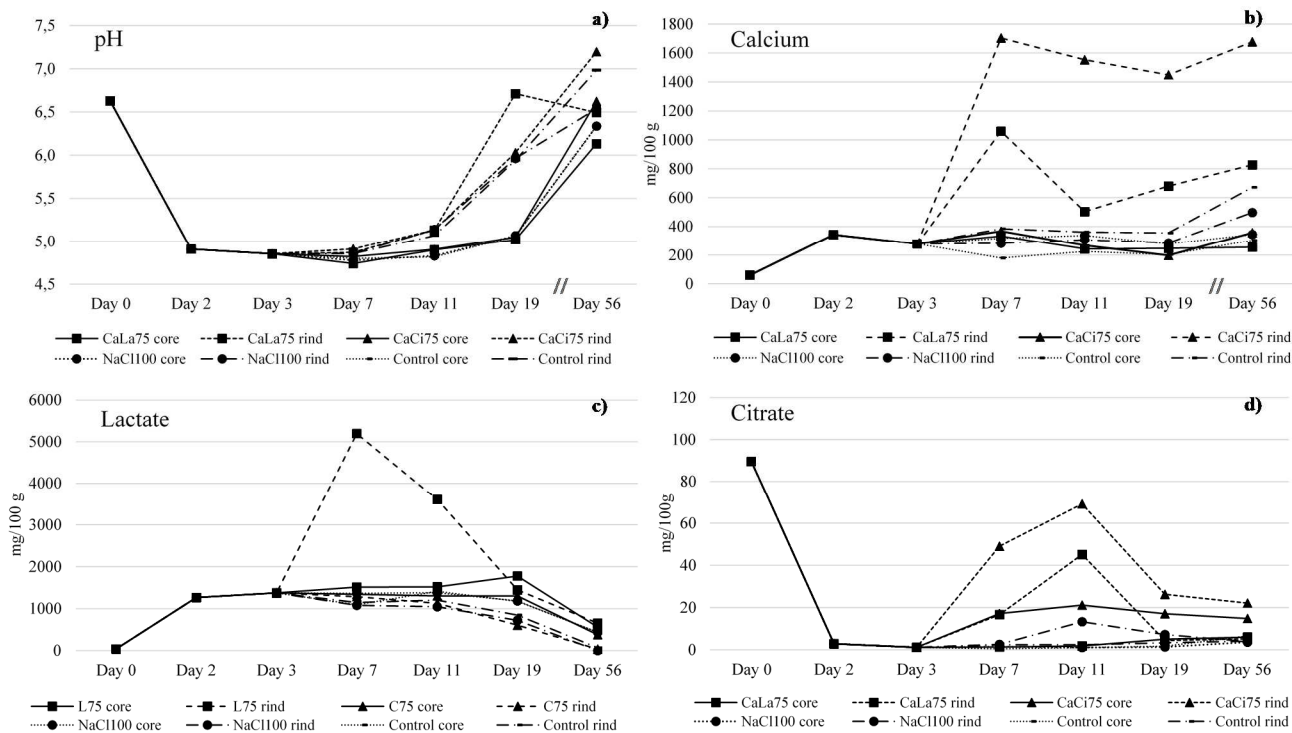 a)
pH
7,5
7,0
6,5
6,0
5,5
5,0
4,5
Day 0 Day 2 Day 3 Day 7 Day 11 Day 19 // Day 56
CaLa75 core CaLa75 rind CaCi75 core CaCi75 rind
NaCl100 core NaCl100 rind Control core Control rind
b)
Calcium
mg/100 g
1800
1600
1400
1200
1000
800
600
400
200
0
Day 0 Day 2 Day 3 Day 7 Day 11 Day 19 // Day 56
CaLa75 core CaLa75 rind CaCi75 core CaCi75 rind
NaCl100 core NaCl100 rind Control core Control rind
c)
Lactate
mg/100 g
6000
5000
4000
3000
2000
1000
0
Day 0 Day 2 Day 3 Day 7 Day 11 Day 19 Day 56
L75 core L75 rind C75 core C75 rind
NaCl100 core NaCl100 rind Control core Control rind
d)
Citrate
mg/100g
120
100
80
60
40
20
0
Day 0 Day 2 Day 3 Day 7 Day 11 Day 19 Day 56
CaLa75 core CaLa75 rind CaCi75 core CaCi75 rind
NaCl100 core NaCl100 rind Control core Control rind